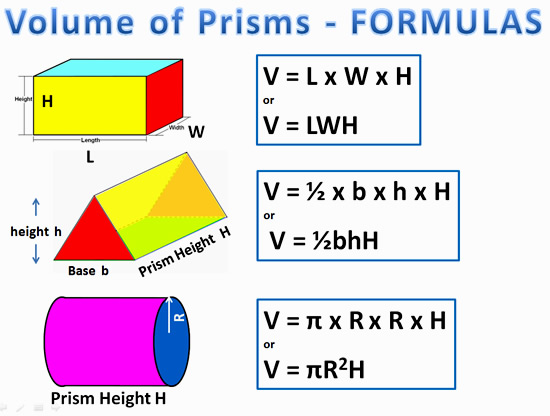 Volume of Prisms - FORMULAS
Height
H
Width
W
Length
L
V = L x W x H
or
V = LWH
height h
Base b
Prism Height H
V = ½ x b x h x H
or
V = ½bhH
R
Prism Height H
V = π x R x R x H
or
V = πR²H